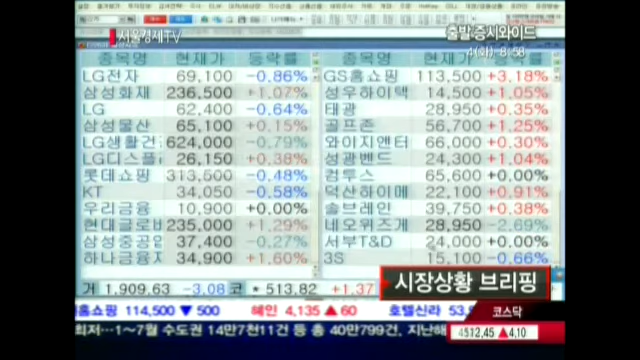 서울경제TV
출발 증시와이드
4(화) 8:58
종목명 현재가 등락률
LG전자 69,100 -0.86%
삼성화재 236,500 +1.07%
LG 62,400 -0.64%
삼성물산 65,100 +0.15%
LG생활건 624,000 -0.79%
LG디스플 26,150 +0.38%
롯데쇼핑 313,500 -0.48%
KT 34,050 -0.58%
우리금융 10,900 +0.00%
현대글로비 235,000 +1.29%
삼성중공업 37,400 -0.27%
하나금융지 34,900 +1.60%
종목명 현재가
GS홈쇼핑 113,500 +3.18%
성우하이텍 14,500 +1.05%
태광 28,950 +0.35%
골프존 56,700 +1.25%
와이지엔터 66,000 +0.30%
성광벤드 24,300 +1.04%
컴투스 65,600 +0.00%
덕산하이메 22,100 +0.91%
솔브레인 39,750 +0.38%
네오위즈게 28,950 -2.69%
서부T&D 24,000 +0.00%
3S 15,100 -0.66%
거 1,909.63 -3.08 코 * 513.82 +1.37
시장상황 브리핑
홈쇼핑 114,500 ▼ 500 혜인 4,135 ▲ 60 호텔신라 53,9
코스닥
최저...1~7월 수도권 14만7천11건 등 총 40만799건, 지난해
▲4.10